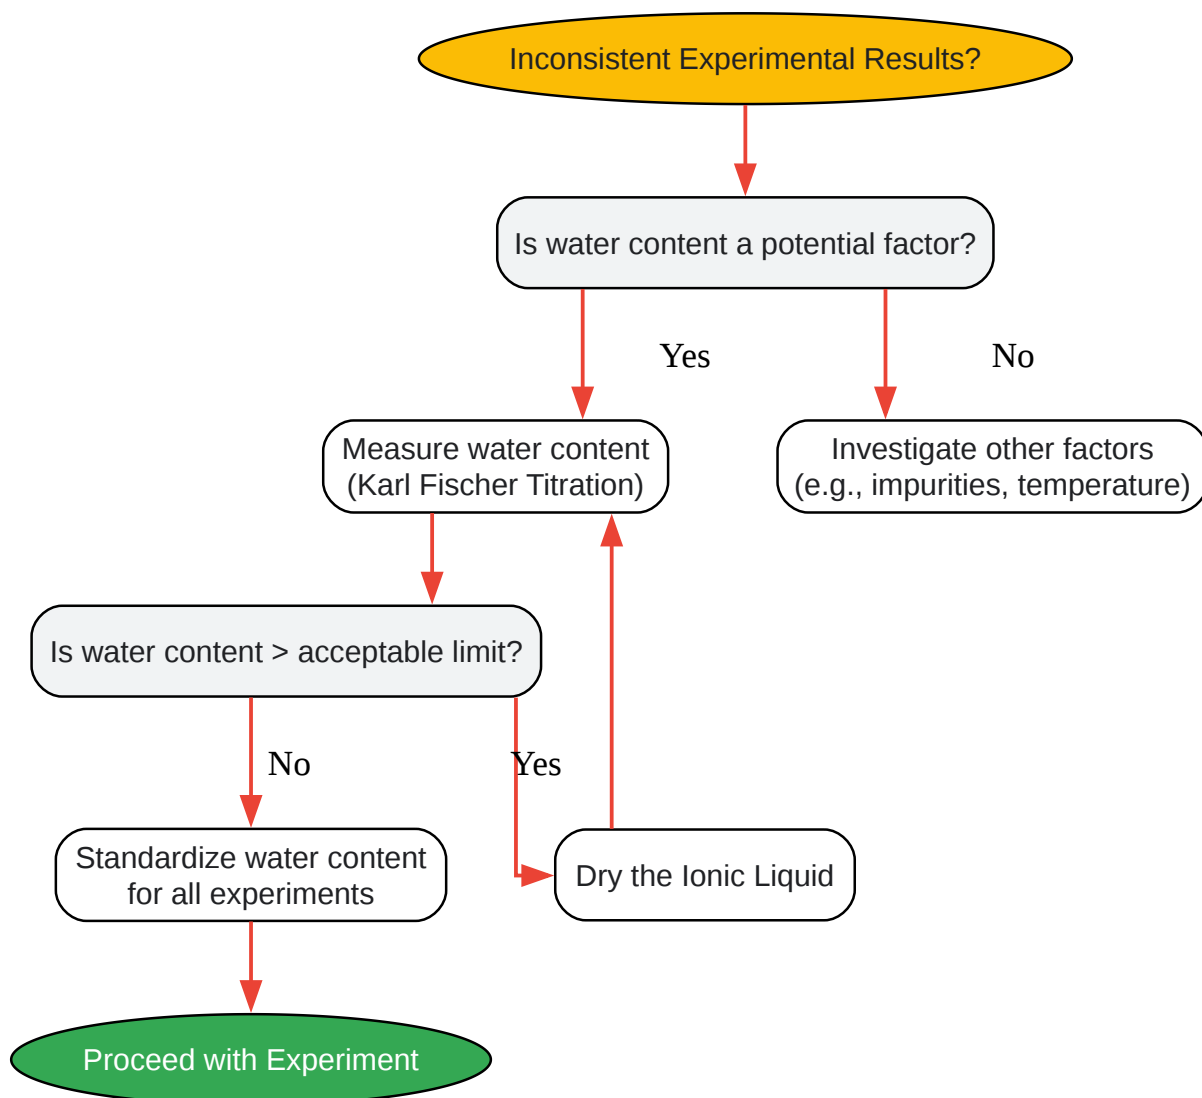 Inconsistent Experimental Results?
Is water content a potential factor?
Yes
No
Measure water content
(Karl Fischer Titration)
Investigate other factors
(e.g., impurities, temperature)
Is water content > acceptable limit?
No
Yes
Standardize water content
for all experiments
Dry the Ionic Liquid
Proceed with Experiment